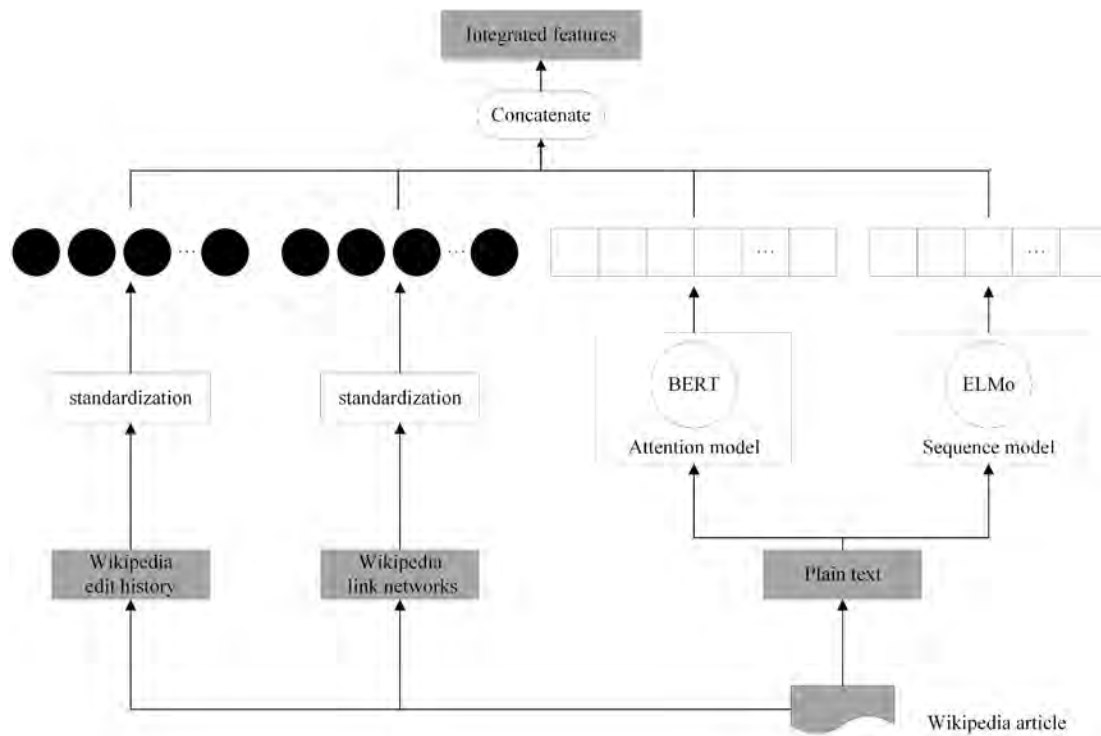 Integrated features
Concatenate
...
...
...
...
standardization
standardization
BERT
ELMo
Attention model
Sequence model
Wikipedia
edit history
Wikipedia
link networks
Plain text
Wikipedia article